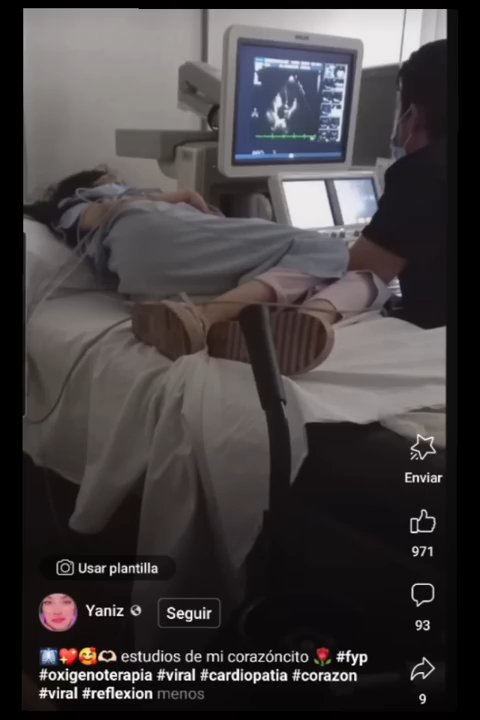 PHILIPS
Enviar
971
93
9
Usar plantilla
Yaniz
Seguir
🫁💖🥰🫶 estudios de mi corazóncito 🌹 #fyp
#oxigenoterapia #viral #cardiopatia #corazon
#viral #reflexion menos